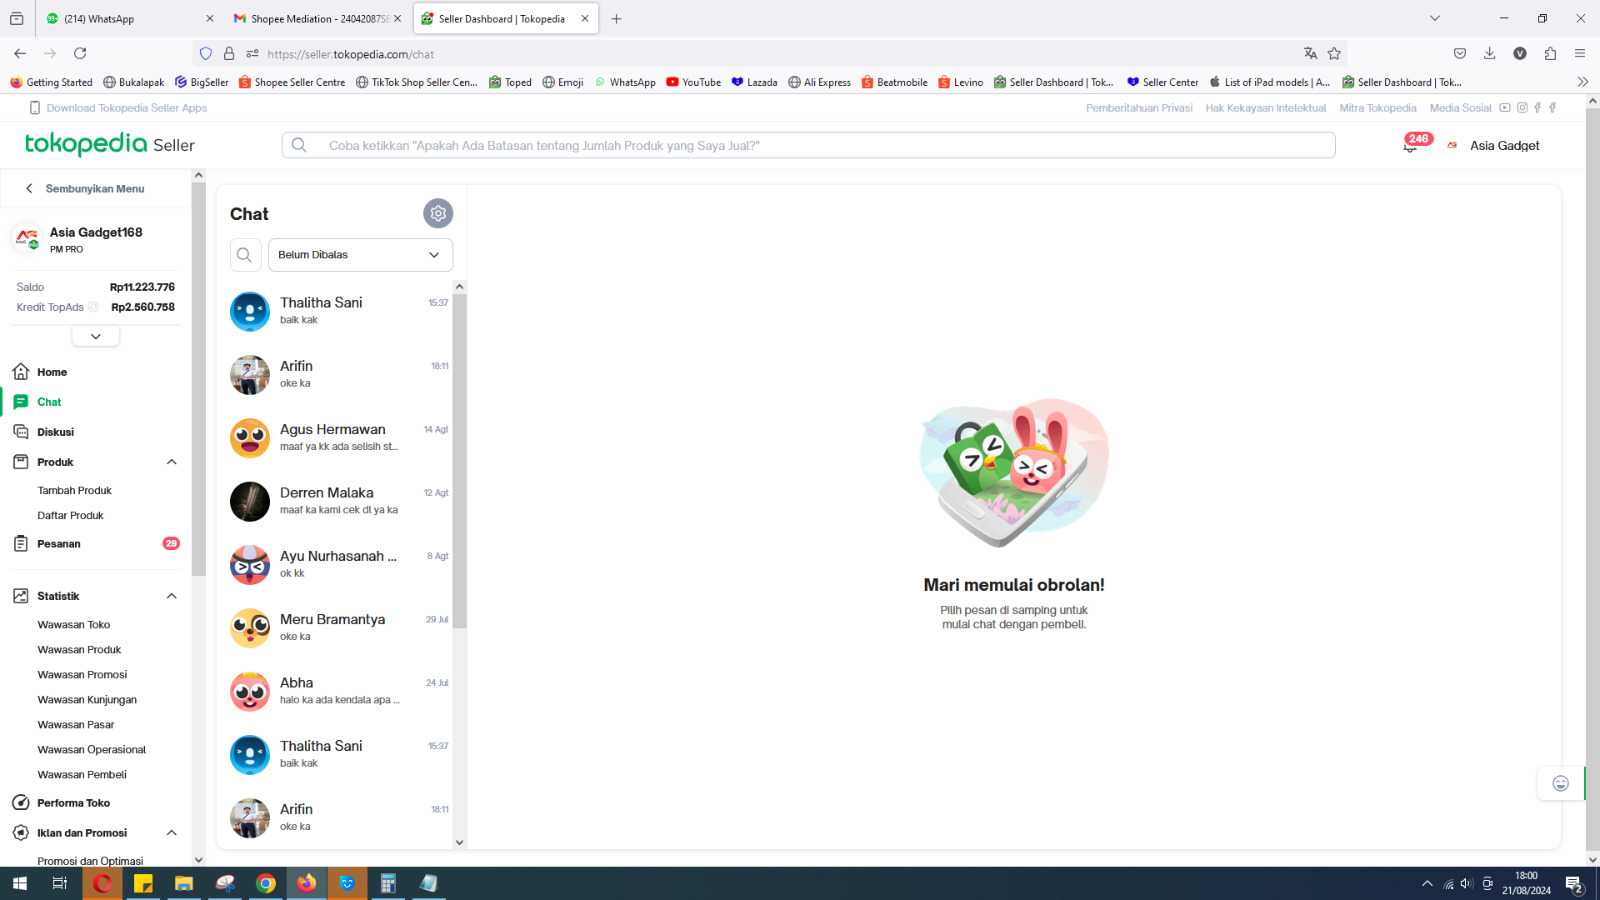 (214) WhatsApp
Shopee Mediation - 24042087SE
Seller Dashboard | Tokopedia
https://seller.tokopedia.com/chat
Getting Started
Bukalapak
BigSeller
Shopee Seller Centre
TikTok Shop Seller Cen...
Toped
Emoji
WhatsApp
YouTube
Lazada
Ali Express
Beatmobile
Levino
Seller Dashboard | Tok...
Seller Center
List of iPad models | A...
Seller Dashboard | Tok...
Download Tokopedia Seller Apps
Pemberitahuan Privasi
Hak Kekayaan Intelektual
Mitra Tokopedia
Media Sosial
tokopedia Seller
Coba ketikkan "Apakah Ada Batasan tentang Jumlah Produk yang Saya Jual?"
246
Asia Gadget
Sembunyikan Menu
Asia Gadget168
PM PRO
Saldo Rp11.223.776
Kredit TopAds Rp2.560.758
Home
Chat
Diskusi
Produk
Tambah Produk
Daftar Produk
Pesanan 29
Statistik
Wawasan Toko
Wawasan Produk
Wawasan Promosi
Wawasan Kunjungan
Wawasan Pasar
Wawasan Operasional
Wawasan Pembeli
Performa Toko
Iklan dan Promosi
Promosi dan Optimasi
Chat
Belum Dibalas
Thalitha Sani 15:37
baik kak
Arifin 18:11
oke ka
Agus Hermawan 14 Agt
maaf ya kk ada selisih st...
Derren Malaka 12 Agt
maaf ka kami cek dl ya ka
Ayu Nurhasanah ... 8 Agt
ok kk
Meru Bramantya 29 Jul
oke ka
Abha 24 Jul
halo ka ada kendala apa ...
Thalitha Sani 15:37
baik kak
Arifin 18:11
oke ka
Mari memulai obrolan!
Pilih pesan di samping untuk
mulai chat dengan pembeli.
18:00
21/08/2024
2